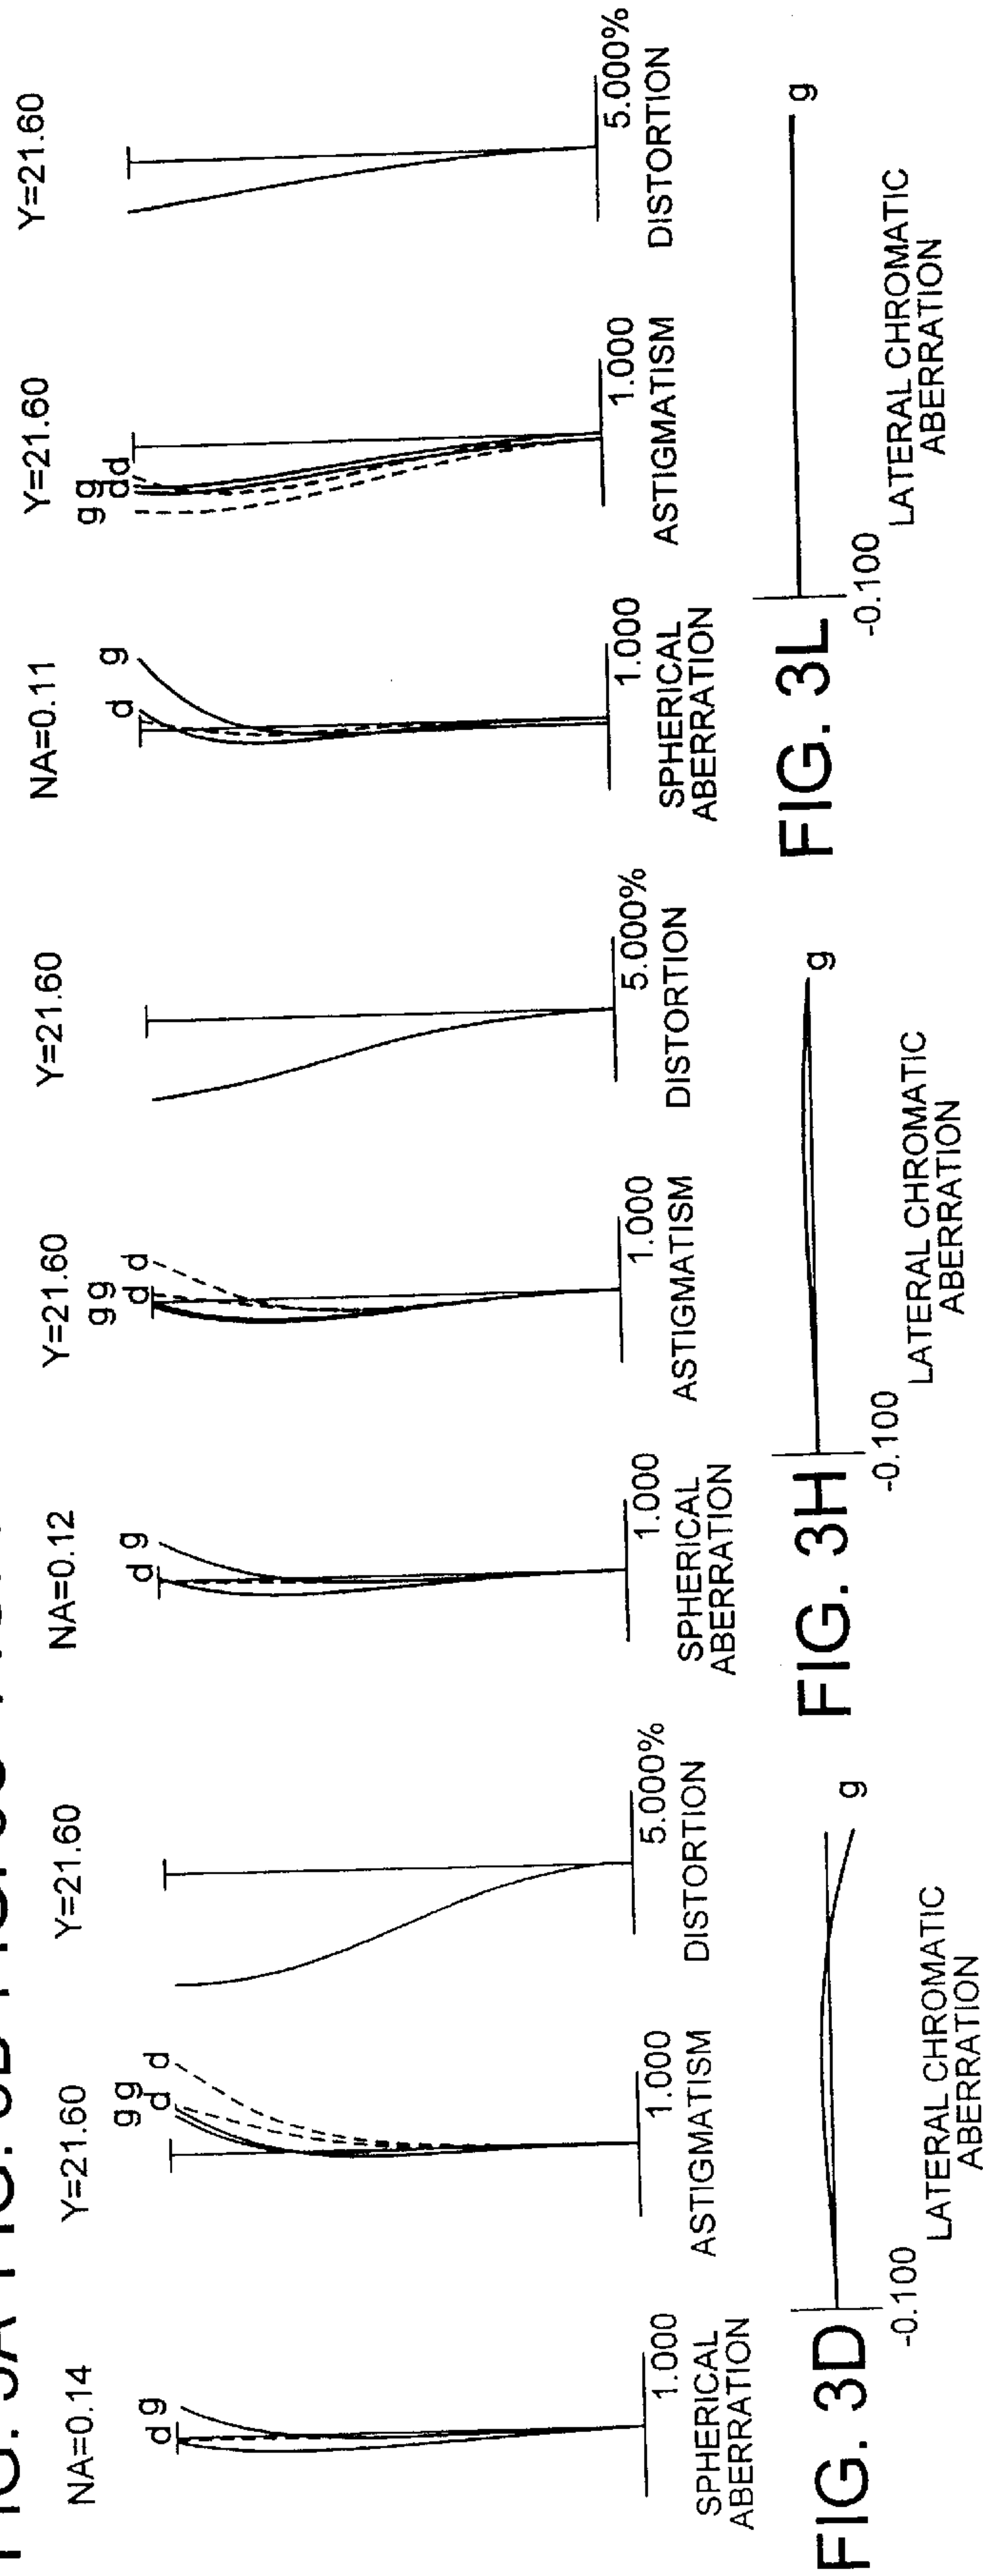 NA=0.14
d
g
1.000
SPHERICAL
ABERRATION
Y=21.60
g g
d
d
1.000
ASTIGMATISM
Y=21.60
5.000%
DISTORTION
FIG. 3D
-0.100
g
LATERAL CHROMATIC
ABERRATION
NA=0.12
d
g
1.000
SPHERICAL
ABERRATION
Y=21.60
g g
d
d
1.000
ASTIGMATISM
Y=21.60
5.000%
DISTORTION
FIG. 3H
-0.100
g
LATERAL CHROMATIC
ABERRATION
NA=0.11
d
g
1.000
SPHERICAL
ABERRATION
Y=21.60
g g
d d
1.000
ASTIGMATISM
Y=21.60
5.000%
DISTORTION
FIG. 3L
-0.100
g
LATERAL CHROMATIC
ABERRATION